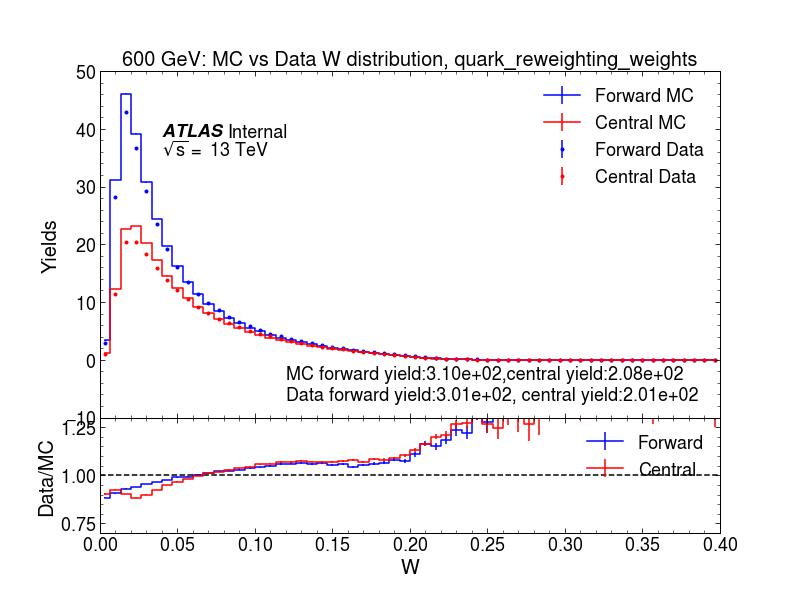 600 GeV: MC vs Data W distribution, quark_reweighting_weights
50
40
30
20
10
0
−10
Yields
ATLAS Internal
√s = 13 TeV
Forward MC
Central MC
Forward Data
Central Data
MC forward yield:3.10e+02,central yield:2.08e+02
Data forward yield:3.01e+02, central yield:2.01e+02
1.25
1.00
0.75
Data/MC
Forward
Central
0.00 0.05 0.10 0.15 0.20 0.25 0.30 0.35 0.40
W